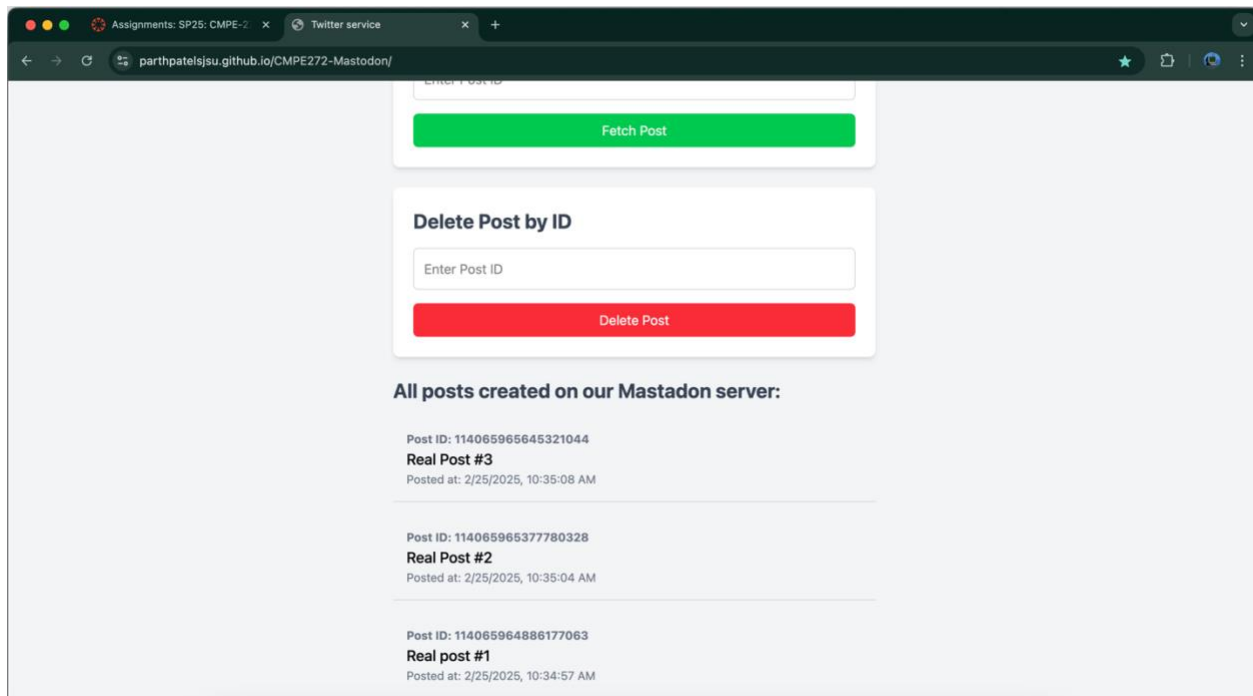 Assignments: SP25: CMPE-2
Twitter service
parthpatelsjsu.github.io/CMPE272-Mastodon/
Enter Post ID
Fetch Post
Delete Post by ID
Enter Post ID
Delete Post
All posts created on our Mastadon server:
Post ID: 114065965645321044
Real Post #3
Posted at: 2/25/2025, 10:35:08 AM
Post ID: 114065965377780328
Real Post #2
Posted at: 2/25/2025, 10:35:04 AM
Post ID: 114065964886177063
Real post #1
Posted at: 2/25/2025, 10:34:57 AM